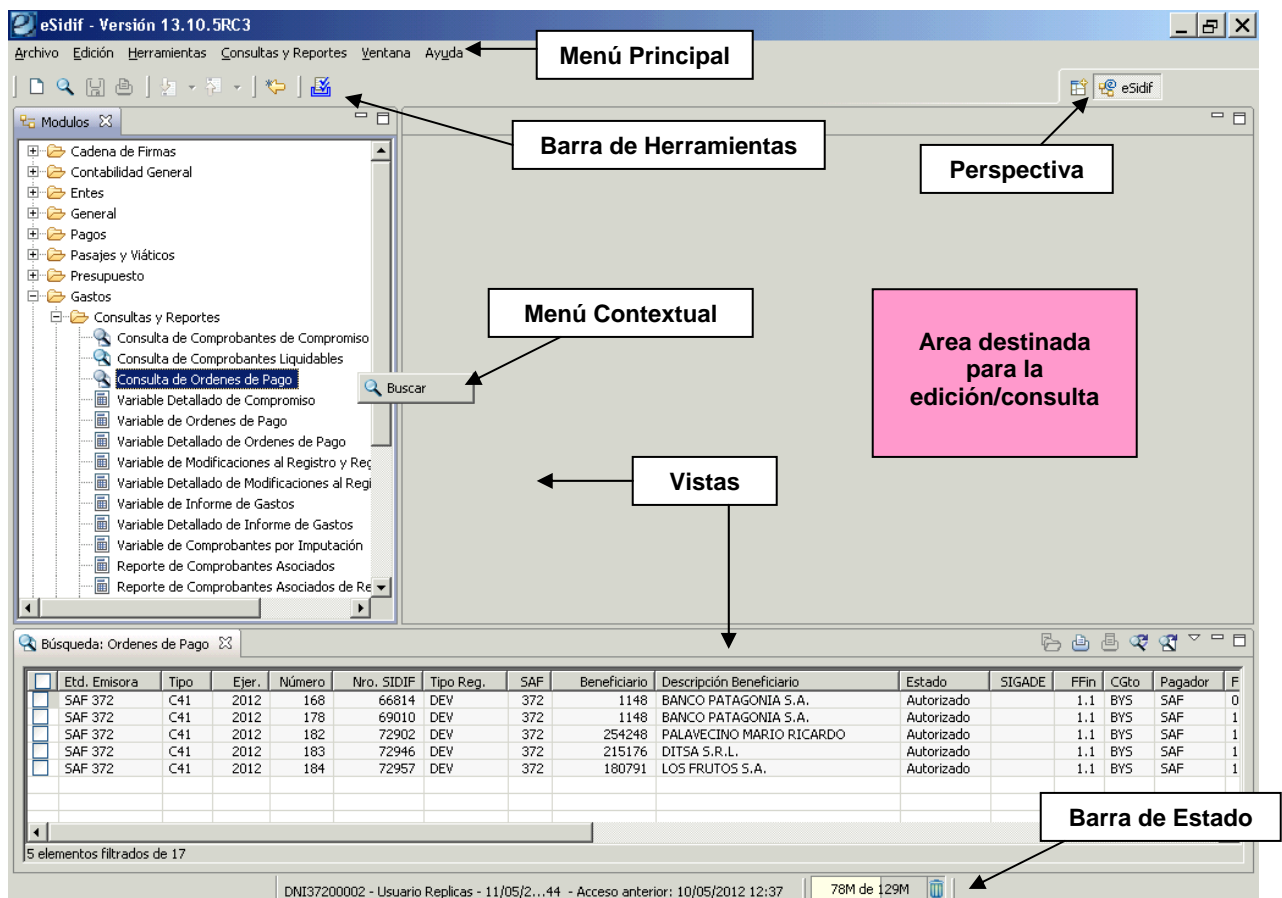 eSidif - Versión 13.10.5RC3
Archivo Edición Herramientas Consultas y Reportes Ventana Ayuda
Menú Principal
eSidif
Modulos
Barra de Herramientas
Perspectiva
Cadena de Firmas
Contabilidad General
Entes
General
Pagos
Pasajes y Viáticos
Presupuesto
Gastos
Consultas y Reportes
Consulta de Comprobantes de Compromiso
Consulta de Comprobantes Liquidables
Consulta de Ordenes de Pago
Variable Detallado de Compromiso
Variable de Ordenes de Pago
Variable Detallado de Ordenes de Pago
Variable de Modificaciones al Registro y Reg
Variable Detallado de Modificaciones al Regi
Variable de Informe de Gastos
Variable Detallado de Informe de Gastos
Variable de Comprobantes por Imputación
Reporte de Comprobantes Asociados
Reporte de Comprobantes Asociados de Re
Menú Contextual
Buscar
Area destinada
para la
edición/consulta
Vistas
Búsqueda: Ordenes de Pago
Etd. Emisora Tipo Ejer. Número Nro. SIDIF Tipo Reg. SAF Beneficiario Descripción Beneficiario Estado SIGADE FFin CGto Pagador F
SAF 372 C41 2012 168 66814 DEV 372 1148 BANCO PATAGONIA S.A. Autorizado 1.1 BYS SAF 0
SAF 372 C41 2012 178 69010 DEV 372 1148 BANCO PATAGONIA S.A. Autorizado 1.1 BYS SAF 1
SAF 372 C41 2012 182 72902 DEV 372 254248 PALAVECINO MARIO RICARDO Autorizado 1.1 BYS SAF 1
SAF 372 C41 2012 183 72946 DEV 372 215176 DITSA S.R.L. Autorizado 1.1 BYS SAF 1
SAF 372 C41 2012 184 72957 DEV 372 180791 LOS FRUTOS S.A. Autorizado 1.1 BYS SAF 1
Barra de Estado
5 elementos filtrados de 17
DNI37200002 - Usuario Replicas - 11/05/2...44 - Acceso anterior: 10/05/2012 12:37 78M de 129M